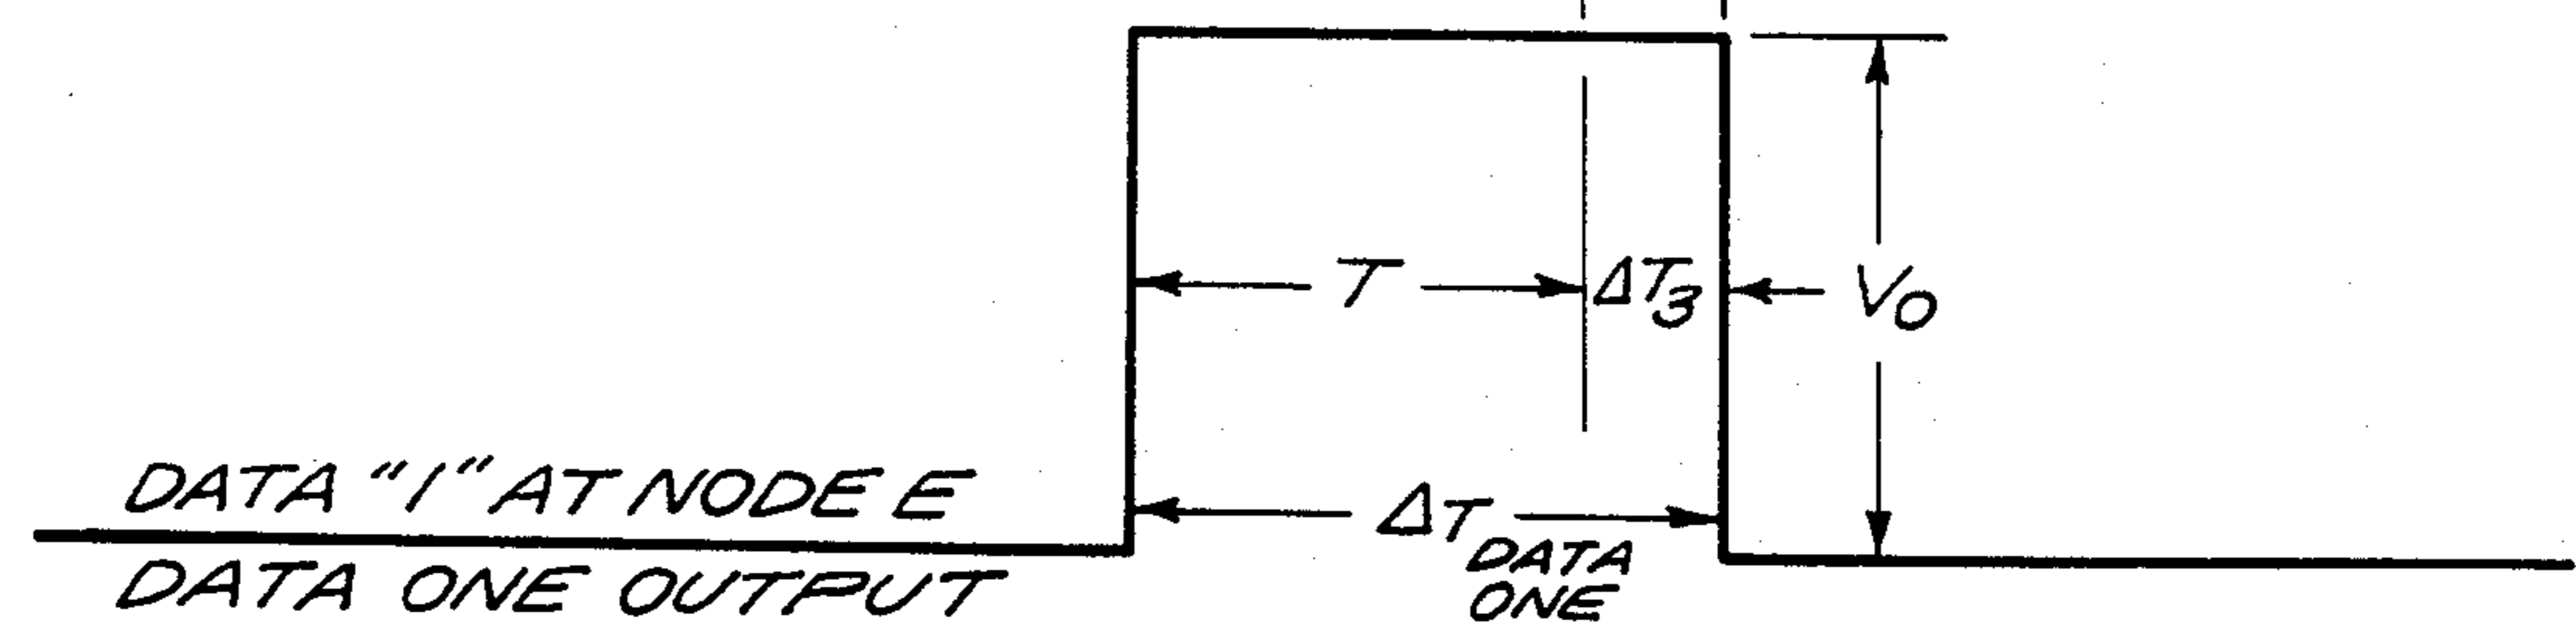 T ΔT₃ V₀
DATA "1" AT NODE E
ΔT DATA
ONE
DATA ONE OUTPUT